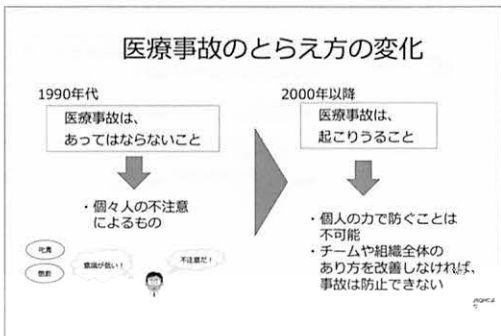 医療事故のとらえ方の変化
1990年代
医療事故は、
あってはならないこと
・個々人の不注意
によるもの
叱責
懲罰
意識が低い！
不注意だ！
2000年以降
医療事故は、
起こりうること
・個人の力で防ぐことは
不可能
・チームや組織全体の
あり方を改善しなければ、
事故は防止できない